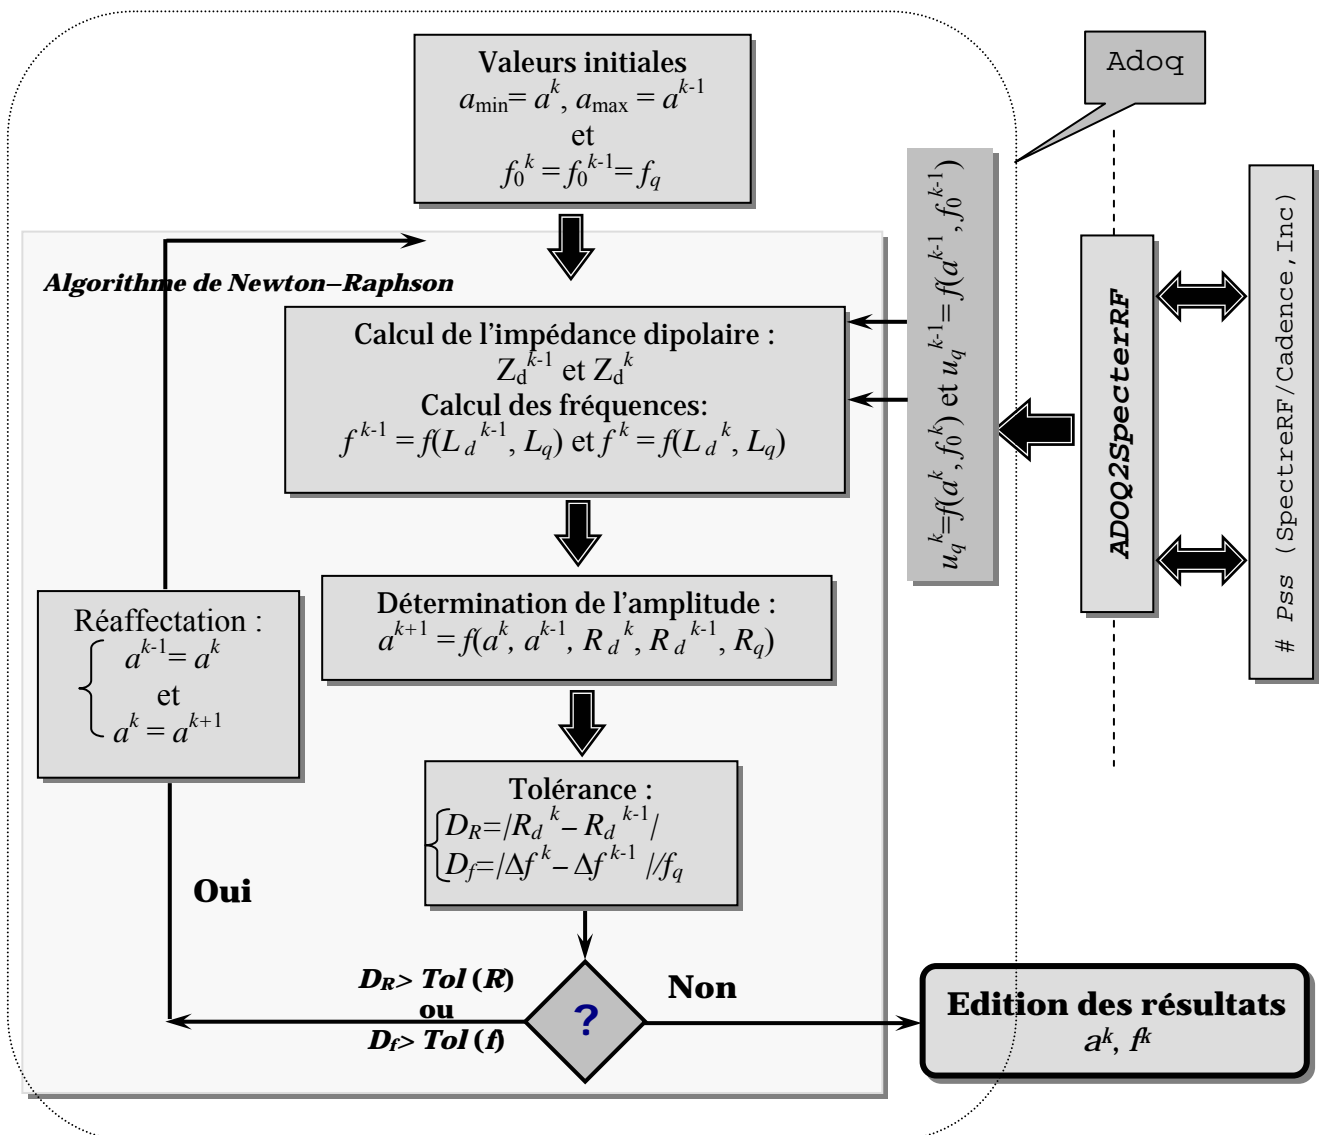 Valeurs initiales
a_min = a^k, a_max = a^{k-1}
et
f_0^k = f_0^{k-1} = f_q
Adoq
Algorithme de Newton–Raphson
Calcul de l'impédance dipolaire :
Z_d^{k-1} et Z_d^k
Calcul des fréquences:
f^{k-1} = f(L_d^{k-1}, L_q) et f^k = f(L_d^k, L_q)
u_q^k=f(a^k, f_0^k) et u_q^{k-1}= f(a^{k-1}, f_0^{k-1})
ADOQ2SpecterRF
# Pss (SpectreRF/Cadence,Inc)
Détermination de l'amplitude :
a^{k+1} = f(a^k, a^{k-1}, R_d^k, R_d^{k-1}, R_q)
Réaffectation :
a^{k-1}= a^k
et
a^k = a^{k+1}
Tolérance :
D_R=/R_d^k – R_d^{k-1}/
D_f=/Δf^k – Δf^{k-1} //f_q
Oui
D_R> Tol (R)
ou
D_f> Tol (f)
?
Non
Edition des résultats
a^k, f^k